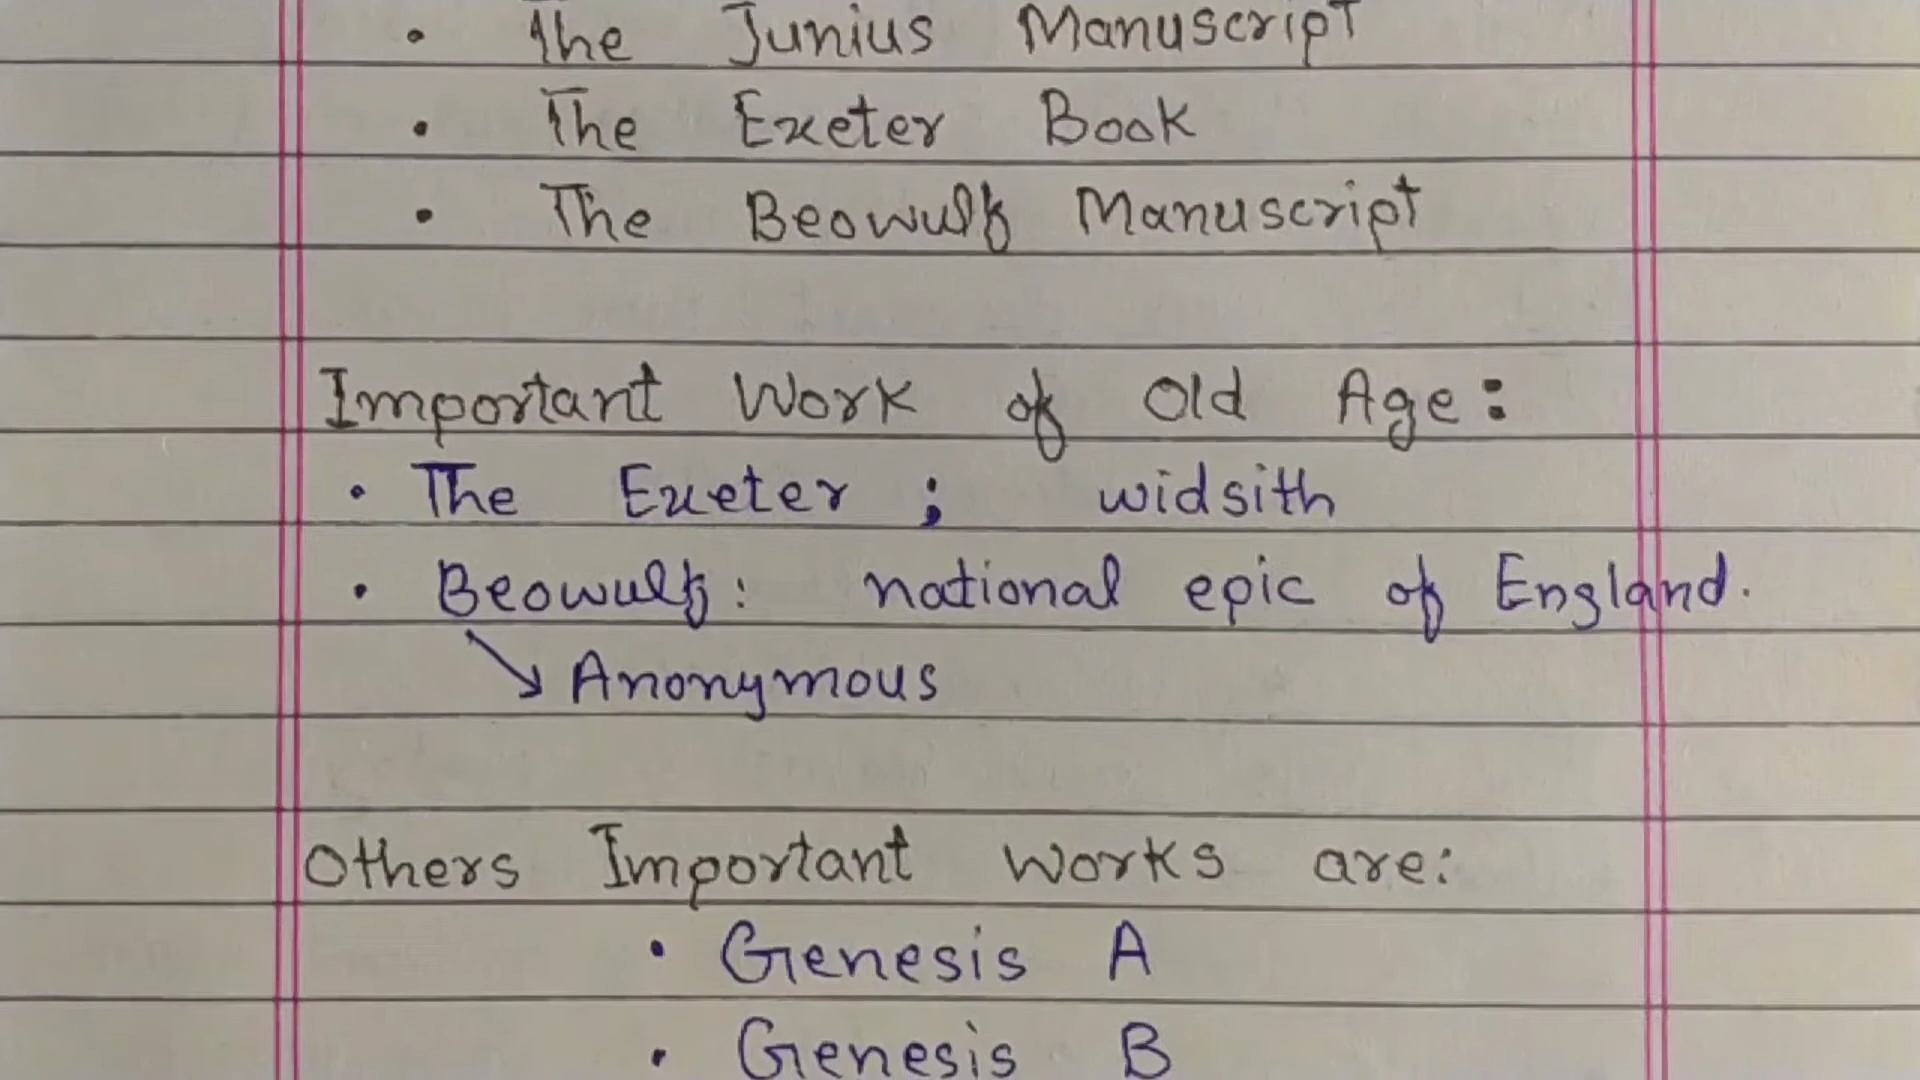 • The Junius Manuscript
• The Exeter Book
• The Beowulf Manuscript
Important Work of Old Age:
• The Exeter ; widsith
• Beowulf: national epic of England.
↘ Anonymous
Others Important works are:
• Genesis A
• Genesis B